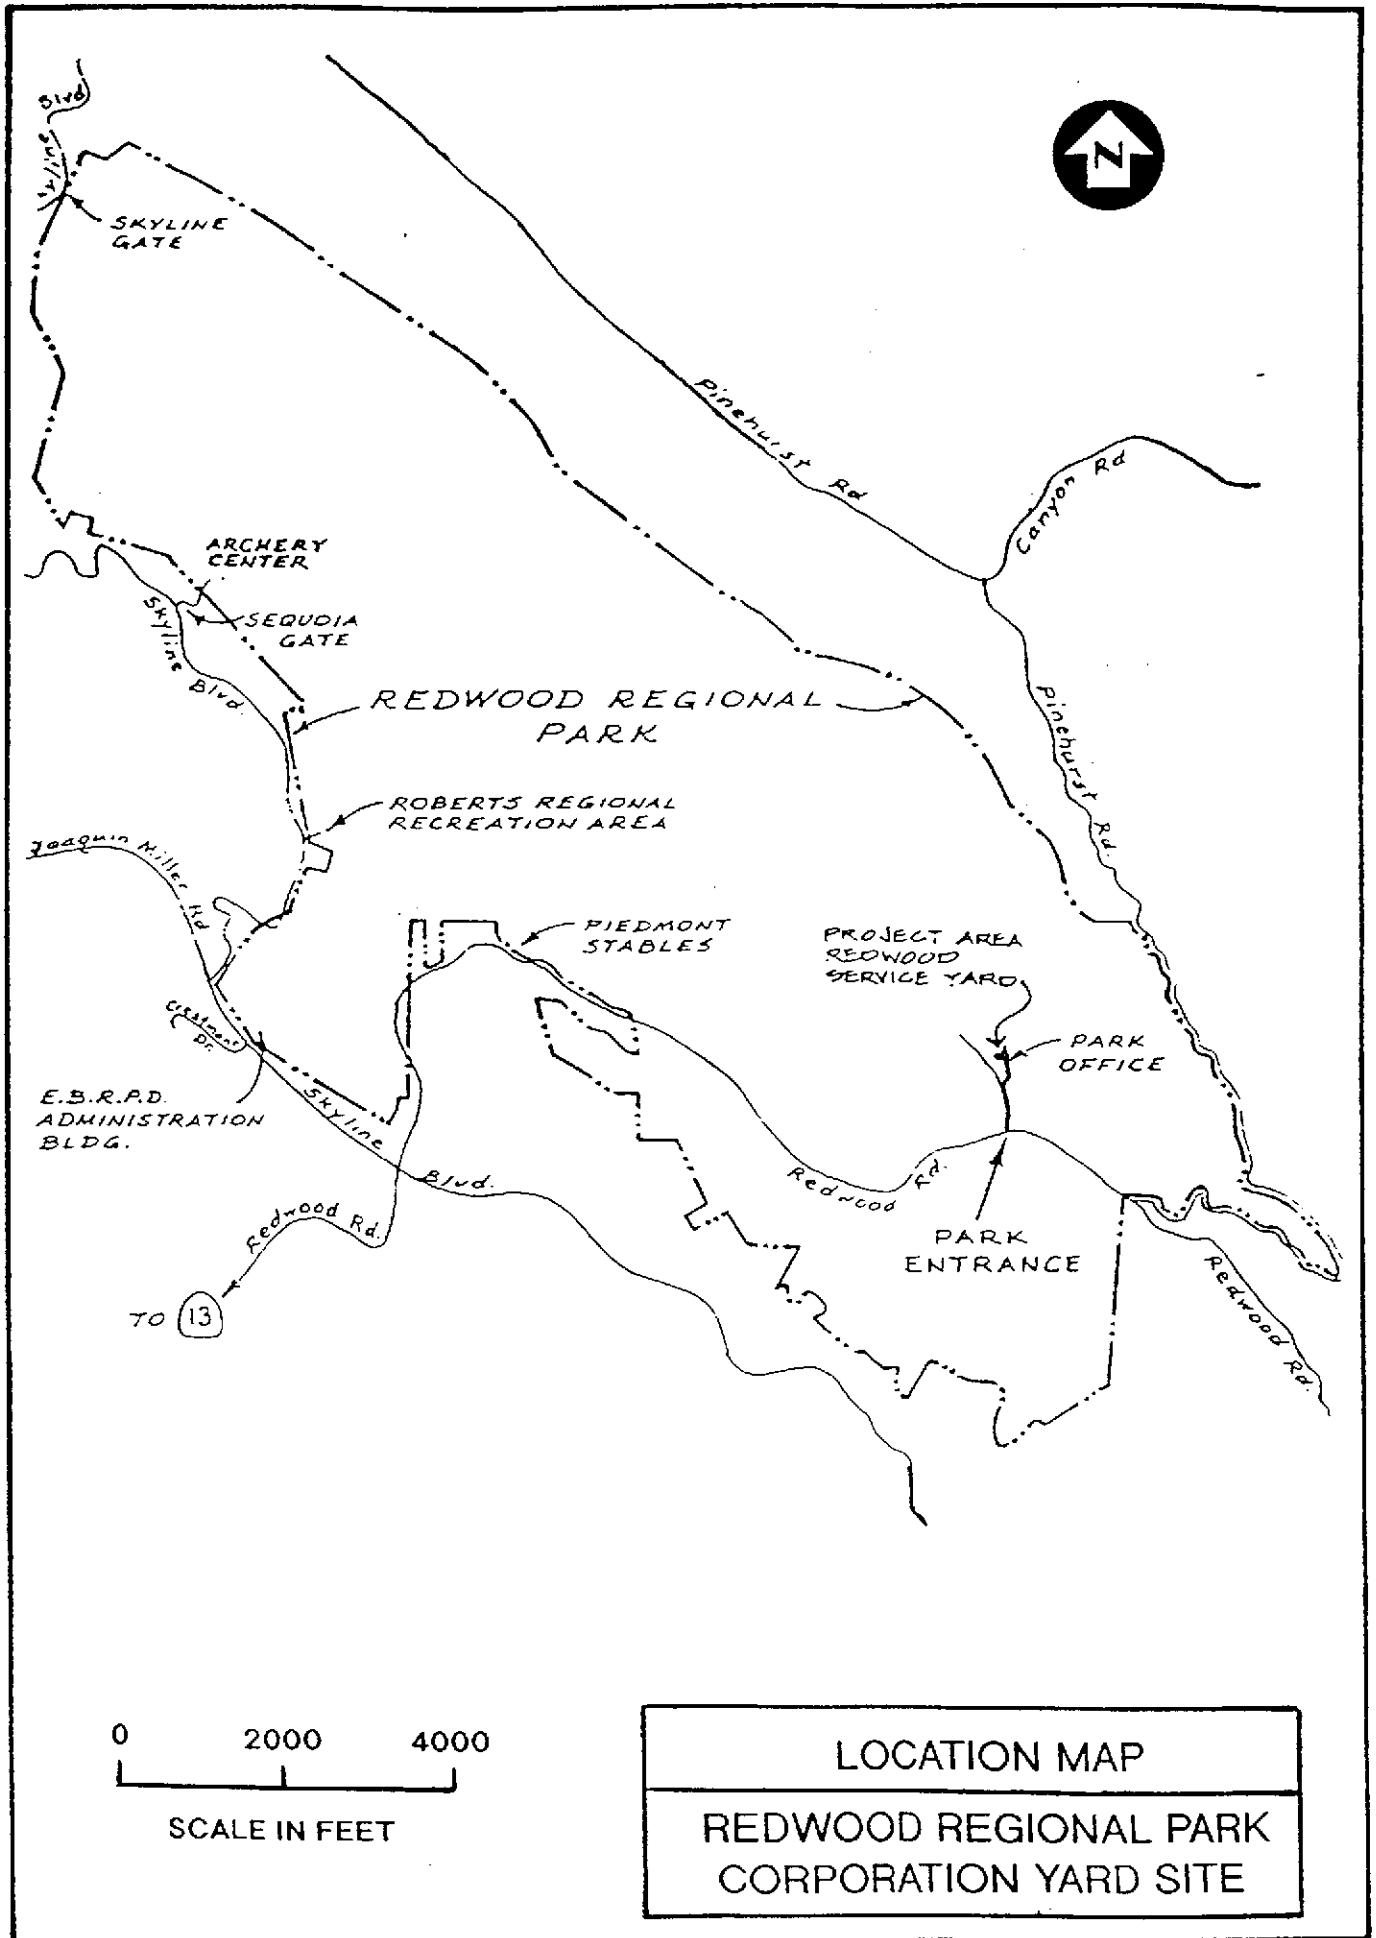 Blvd
Skyline
N
SKYLINE
GATE
Pinehurst Rd
Canyon Rd
ARCHERY
CENTER
SEQUOIA
GATE
Skyline Blvd.
REDWOOD REGIONAL
PARK
Pinehurst Rd.
ROBERTS REGIONAL
RECREATION AREA
Joaquin Miller Rd
PIEDMONT
STABLES
PROJECT AREA
REDWOOD
SERVICE YARD
Crestmont
Dr.
PARK
OFFICE
E.B.R.P.D.
ADMINISTRATION
BLDG.
Skyline Blvd.
Redwood Rd.
Redwood Rd.
PARK
ENTRANCE
Redwood Rd.
TO 13
0 2000 4000
SCALE IN FEET
LOCATION MAP
REDWOOD REGIONAL PARK
CORPORATION YARD SITE